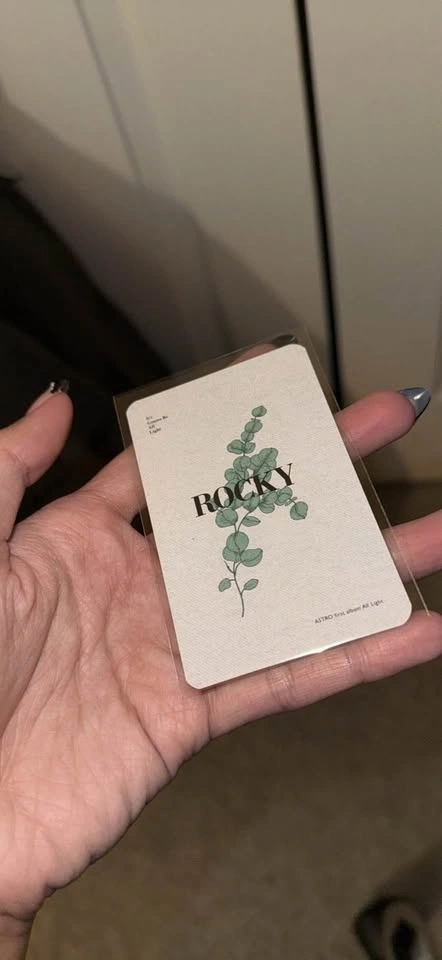 It's
Gonna Be
All
Light
ROCKY
ASTRO first album All Light